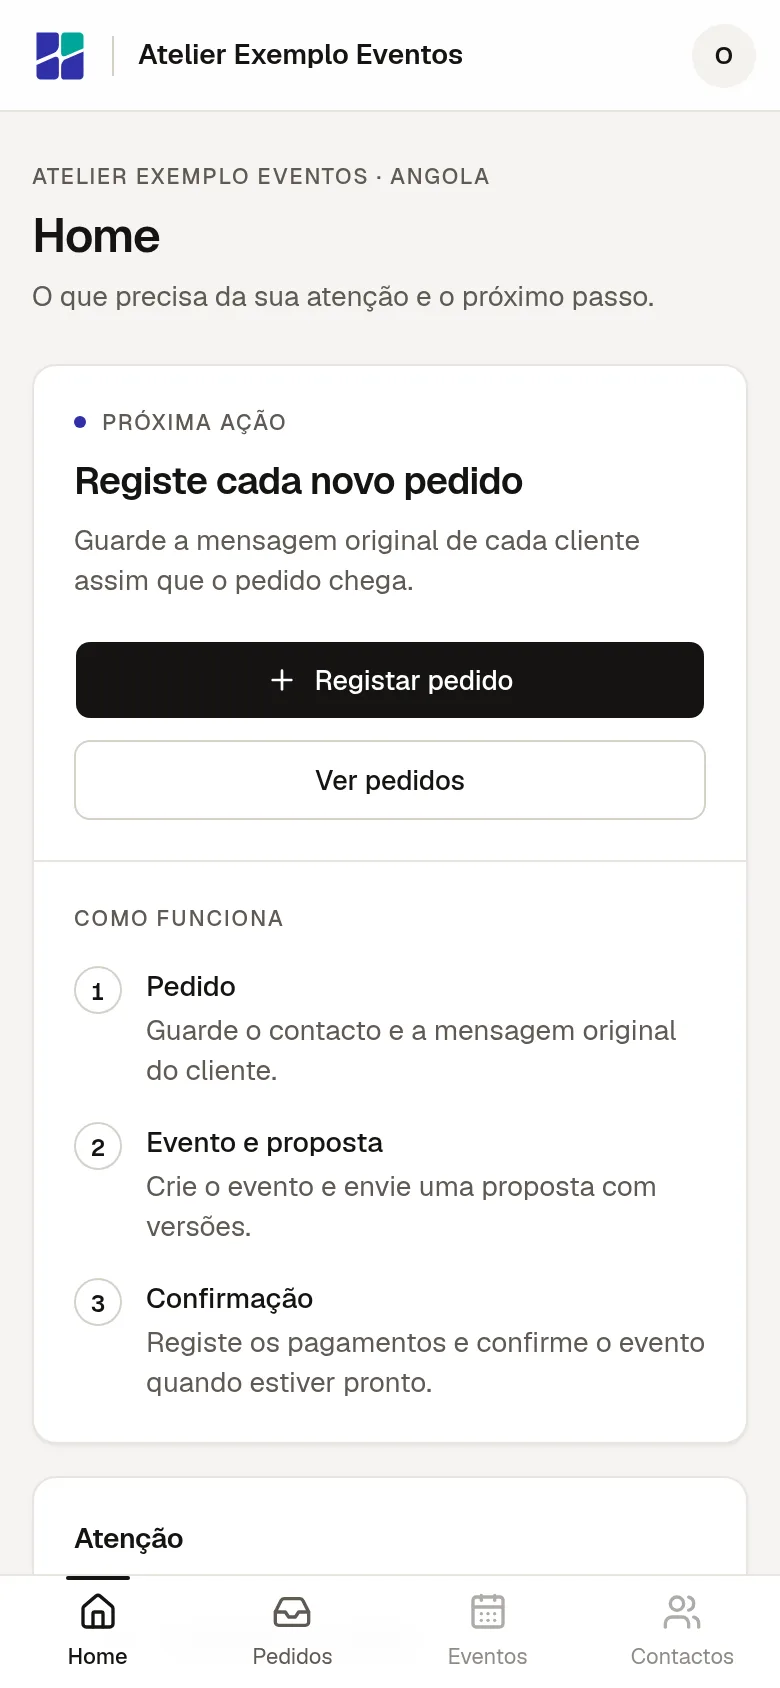 Atelier Exemplo Eventos
O
ATELIER EXEMPLO EVENTOS · ANGOLA
Home
O que precisa da sua atenção e o próximo passo.
PRÓXIMA AÇÃO
Registe cada novo pedido
Guarde a mensagem original de cada cliente
assim que o pedido chega.
Registar pedido
Ver pedidos
COMO FUNCIONA
1
Pedido
Guarde o contacto e a mensagem original
do cliente.
2
Evento e proposta
Crie o evento e envie uma proposta com
versões.
3
Confirmação
Registe os pagamentos e confirme o evento
quando estiver pronto.
Atenção
Home
Pedidos
Eventos
Contactos